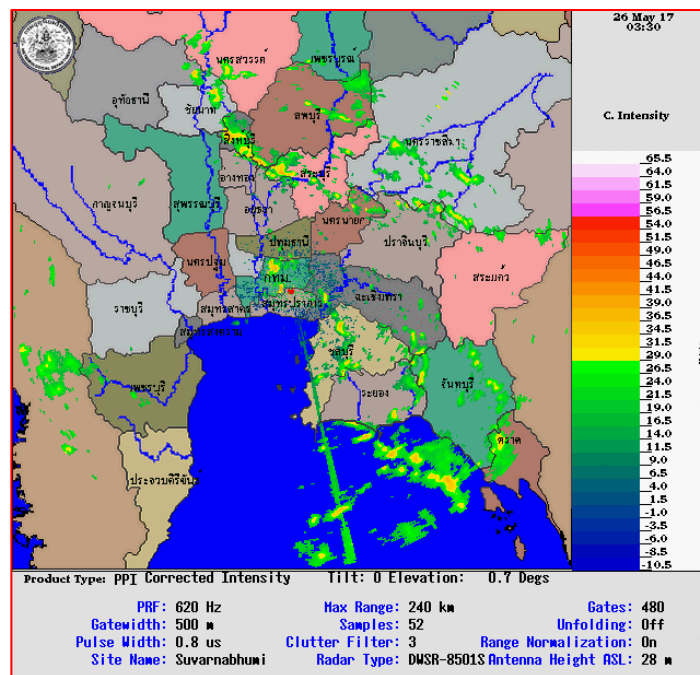 26 May 17
03:30
C. Intensity
65.5
64.0
61.5
59.0
56.5
54.0
51.5
49.0
46.5
44.0
41.5
39.0
36.5
34.5
31.5
29.0
26.5
24.0
21.5
19.0
16.5
14.0
11.5
9.0
6.5
4.0
1.5
-1.0
-3.5
-6.0
-8.5
-10.5
นครสวรรค์
เพชรบูรณ์
อุทัยธานี
ชัยนาท
ลพบุรี
สิงห์บุรี
นครราชสีมา
อ่างทอง
สระบุรี
กาญจนบุรี
สุพรรณบุรี
อยุธยา
นครนายก
ปทุมธานี
ปราจีนบุรี
นครปฐม
กทม.
สระแก้ว
ราชบุรี
สมุทรสาคร
สมุทรปราการ
ฉะเชิงเทรา
สมุทรสงคราม
ชลบุรี
เพชรบุรี
ระยอง
จันทบุรี
ตราด
ประจวบคีรีขันธ์
Product Type: PPI Corrected Intensity Tilt: 0 Elevation: 0.7 Degs
PRF: 620 Hz Max Range: 240 km Gates: 480
Gatewidth: 500 m Samples: 52 Unfolding: Off
Pulse Width: 0.8 us Clutter Filter: 3 Range Normalization: On
Site Name: Suvarnabhumi Radar Type: DWSR-8501S Antenna Height ASL: 28 m